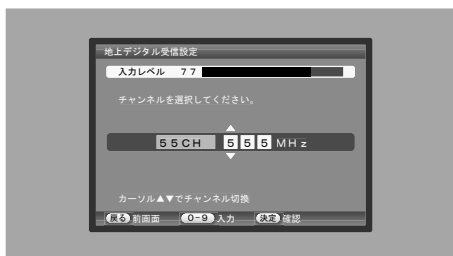 地上デジタル受信設定
入力レベル 77
チャンネルを選択してください。
55CH 555MHz
カーソル▲▼でチャンネル切換
戻る 前画面 0-9 入力 決定 確認